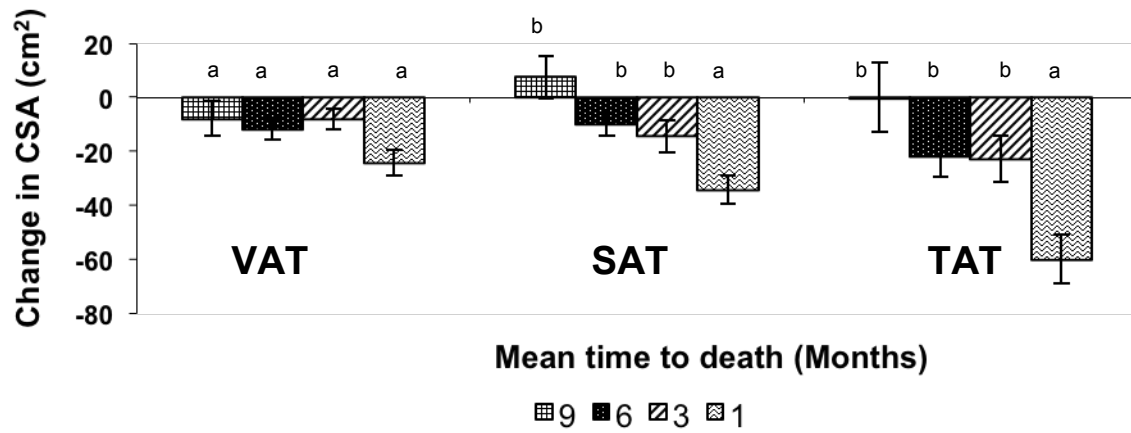 b
20
a a a a b b a b b b a
0
-20
-40
-60
-80
Change in CSA (cm²)
VAT SAT TAT
Mean time to death (Months)
9 6 3 1